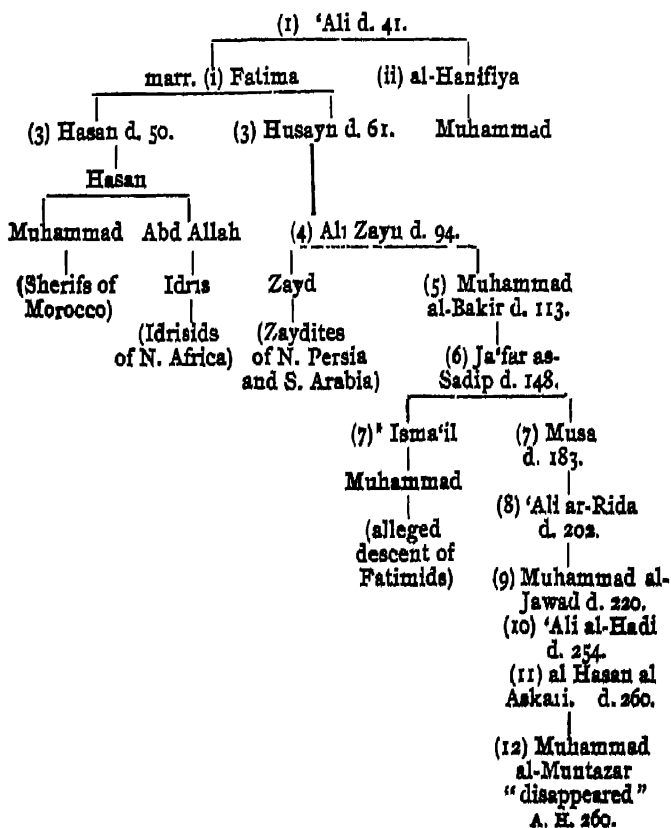 (1) ‘Ali d. 41.
marr. (i) Fatima (ii) al-Hanifiya
(3) Hasan d. 50. (3) Husayn d. 61. Muhammad
Hasan
Muhammad Abd Allah (4) Ali Zayu d. 94.
(Sherifs of Morocco) Idris Zayd (5) Muhammad al-Bakir d. 113.
(Idrisids of N. Africa) (Zaydites of N. Persia and S. Arabia) (6) Ja‘far as-Sadip d. 148.
(7)* Isma‘il (7) Musa d. 183.
Muhammad (8) ‘Ali ar-Rida d. 202.
(alleged descent of Fatimids) (9) Muhammad al-Jawad d. 220.
(10) ‘Ali al-Hadi d. 254.
(11) al Hasan al Askari. d. 260.
(12) Muhammad al-Muntazar
“disappeared”
A. H. 260.